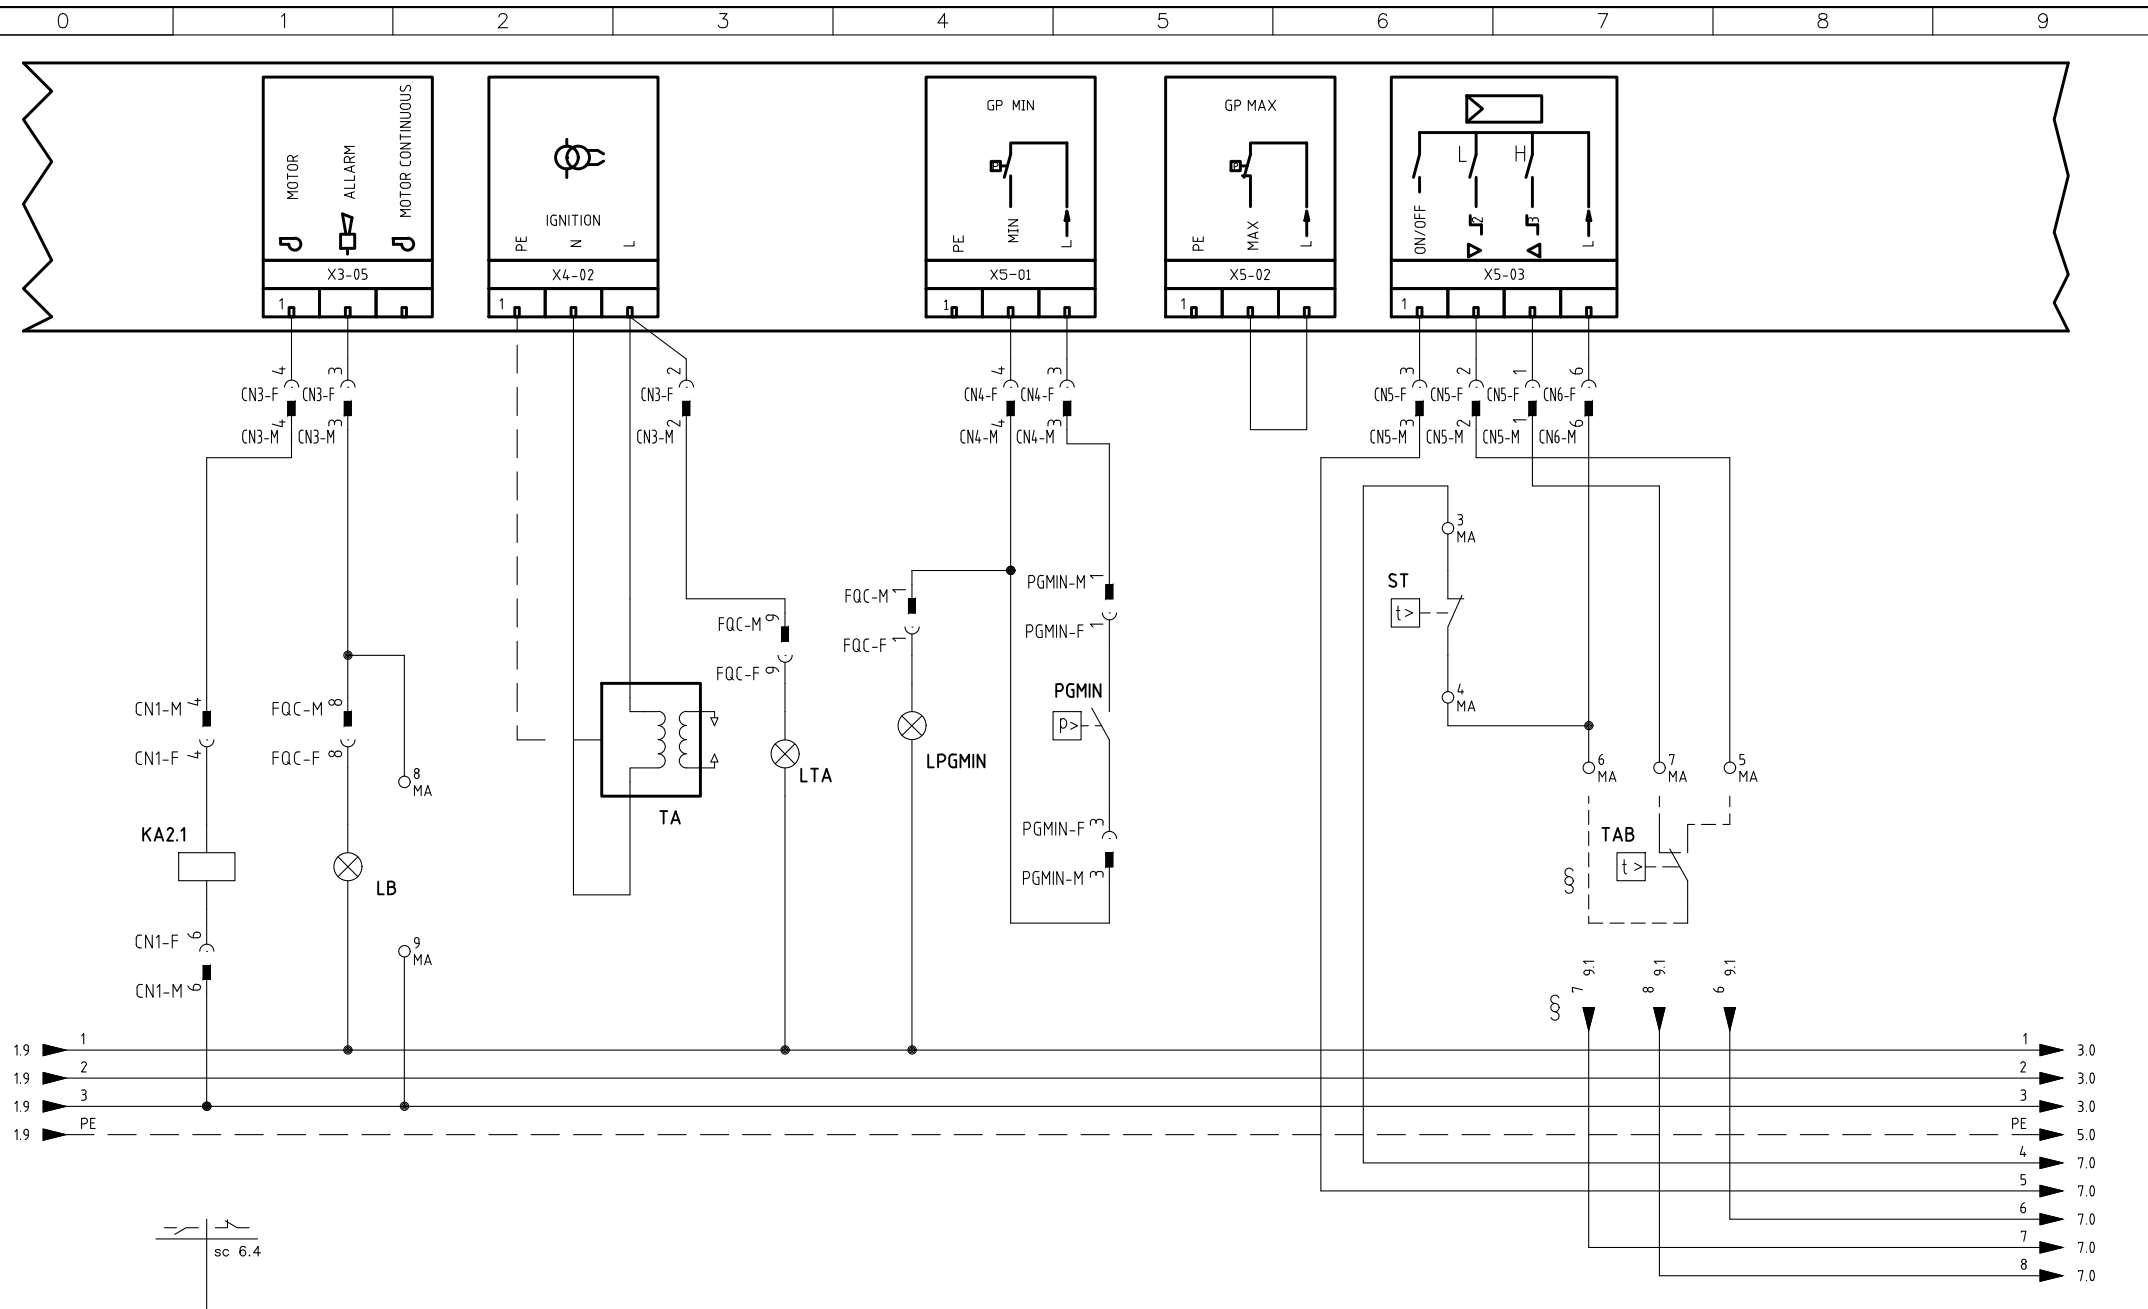 0 1 2 3 4 5 6 7 8 9
MOTOR
ALLARM
MOTOR CONTINUOUS
X3-05
1
IGNITION
PE N L
X4-02
1
GP MIN
PE MIN L
X5-01
1
GP MAX
PE MAX L
X5-02
1
L H
ON/OFF 2 3 L
X5-03
1
4 3 2 4 3 3 2 1 6
CN3-F CN3-F CN3-F CN4-F CN4-F CN5-F CN5-F CN5-F CN6-F
CN3-M 4 CN3-M 3 CN3-M 2 CN4-M 4 CN4-M 3 CN5-M 3 CN5-M 2 CN5-M 1 CN6-M 6
3
MA
ST
t>
4
MA
FQC-M 9
FQC-F 9
FQC-M 1
FQC-F 1
PGMIN-M 1
PGMIN-F 1
PGMIN
p>
CN1-M 4
CN1-F 4
FQC-M 8
FQC-F 8
8
MA
LTA
LPGMIN
TA
6
MA
7
MA
5
MA
KA2.1
LB
PGMIN-F 3
PGMIN-M 3
TAB
t>
§
CN1-F 6
CN1-M 6
9
MA
§
7 9.1
8 9.1
6 9.1
1.9 1 1 3.0
1.9 2 2 3.0
1.9 3 3 3.0
1.9 PE PE 5.0
4 7.0
5 7.0
6 7.0
7 7.0
8 7.0
sc 6.4